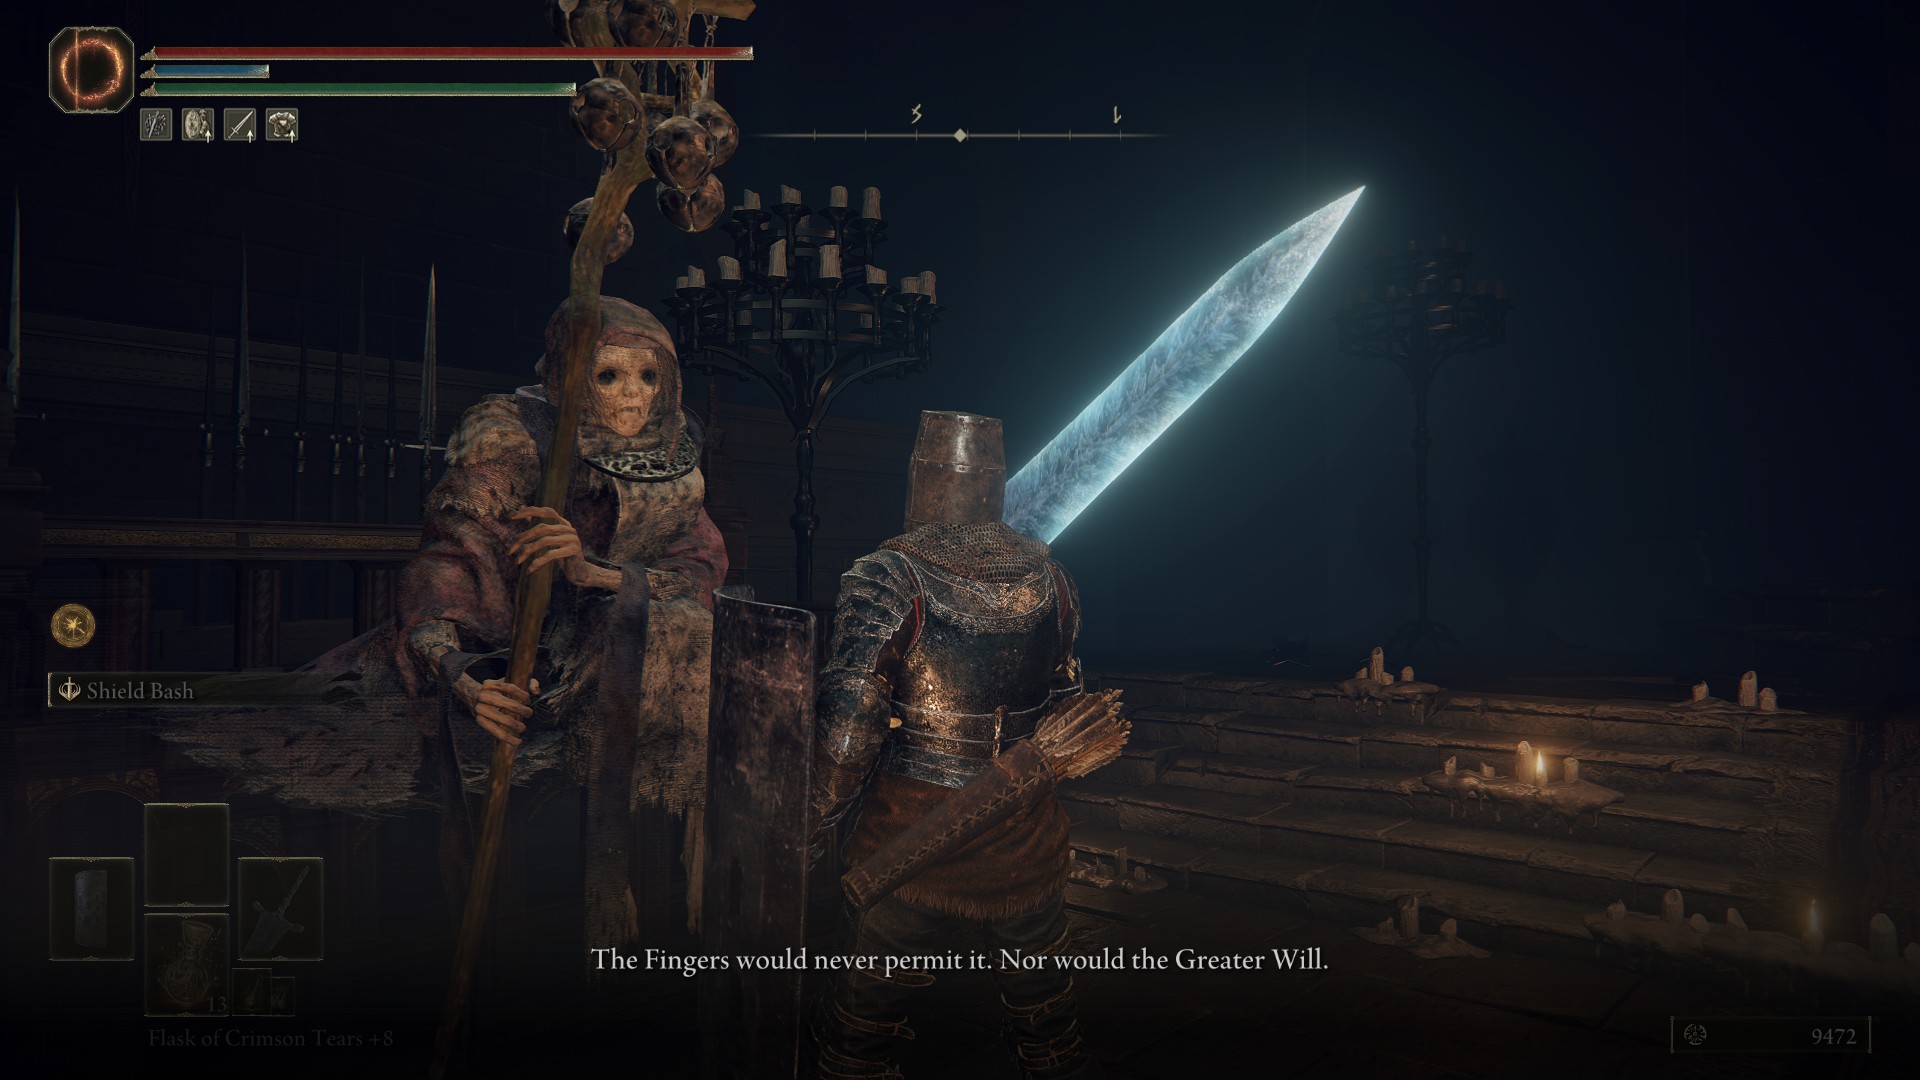 Shield Bash
The Fingers would never permit it. Nor would the Greater Will.
13
Flask of Crimson Tears +8
9472